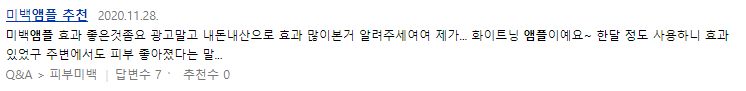 미백앰플 추천 2020.11.28.
미백앰플 효과 좋은것좀요 광고말고 내돈내산으로 효과 많이본거 알려주세여여 제가... 화이트닝 앰플이예요~ 한달 정도 사용하니 효과
있었구 주변에서도 피부 좋아졌다는 말...
Q&A > 피부미백 | 답변수 7 · 추천수 0